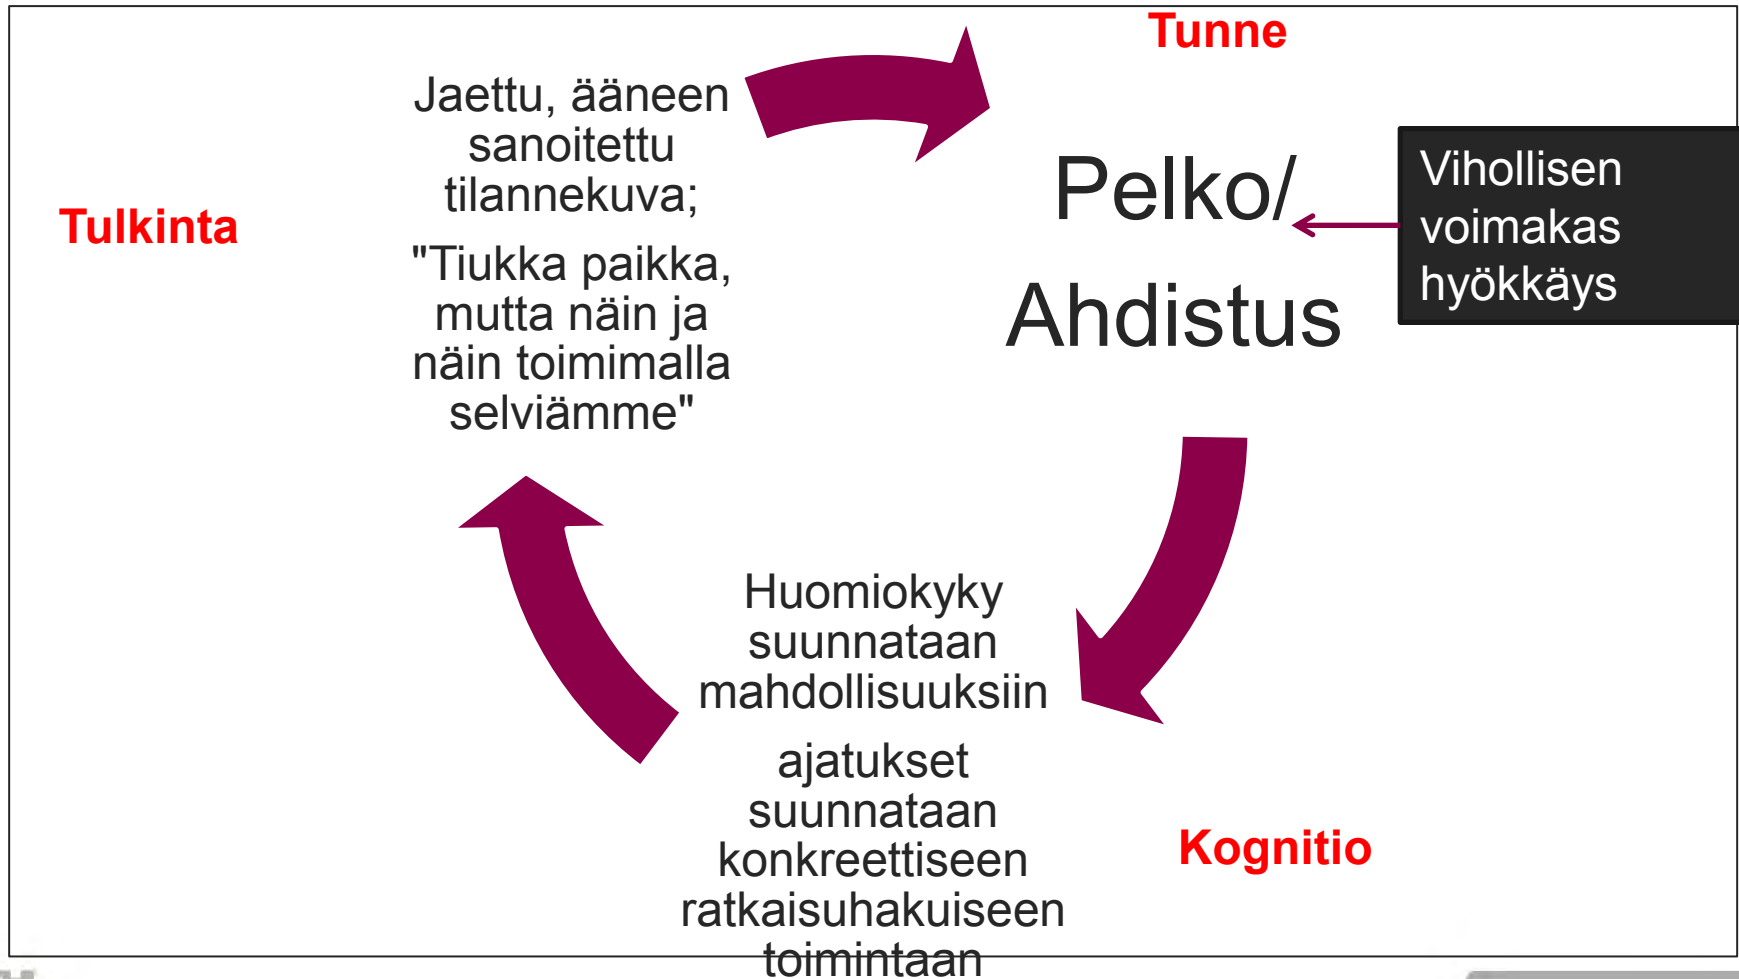 Tunne
Pelko/
Ahdistus
Vihollisen
voimakas
hyökkäys
Kognitio
Huomiokyky
suunnataan
mahdollisuuksiin
ajatukset
suunnataan
konkreettiseen
ratkaisuhakuiseen
toimintaan
Tulkinta
Jaettu, ääneen
sanoitettu
tilannekuva;
"Tiukka paikka,
mutta näin ja
näin toimimalla
selviämme"